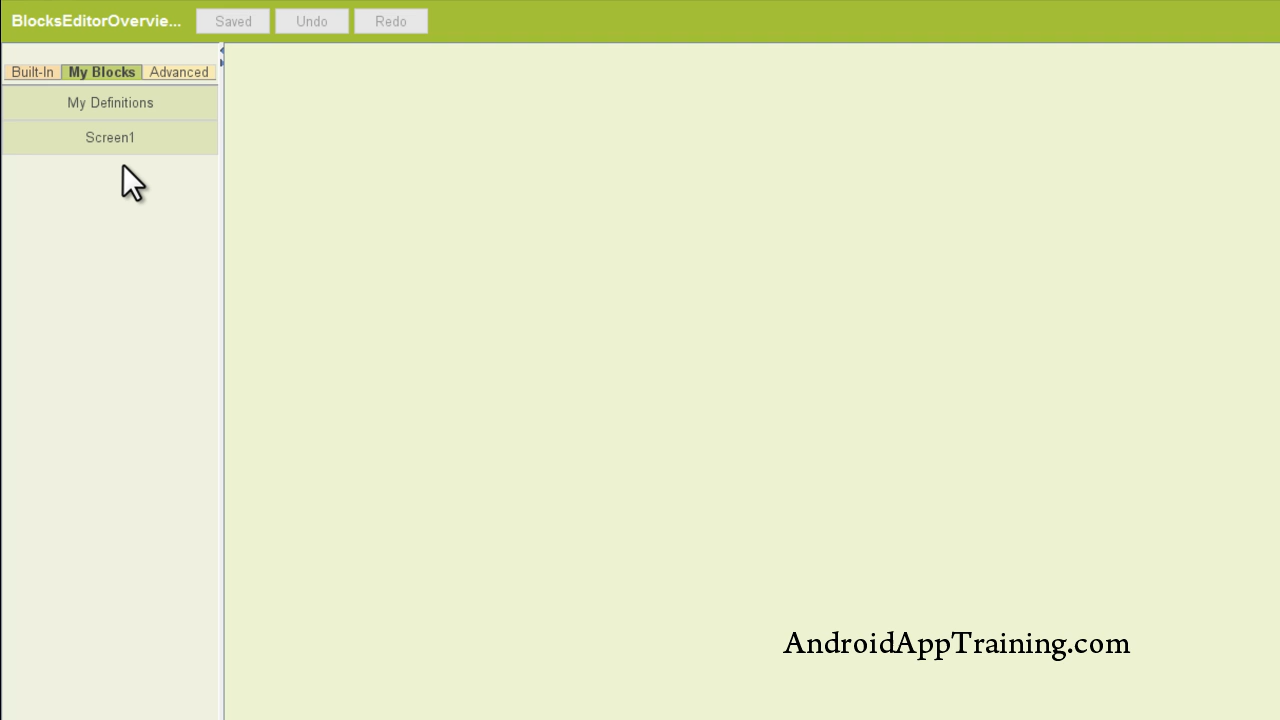 BlocksEditorOvervie... Saved Undo Redo
Built-In My Blocks Advanced
My Definitions
Screen1
AndroidAppTraining.com